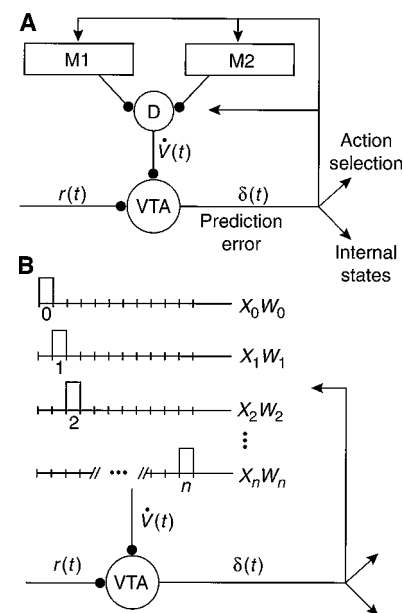 A
M1
M2
D
V̇(t)
r(t)
VTA
δ(t)
Prediction
error
Action
selection
Internal
states
B
0
X₀W₀
1
X₁W₁
2
X₂W₂
n
XₙWₙ
V̇(t)
r(t)
VTA
δ(t)